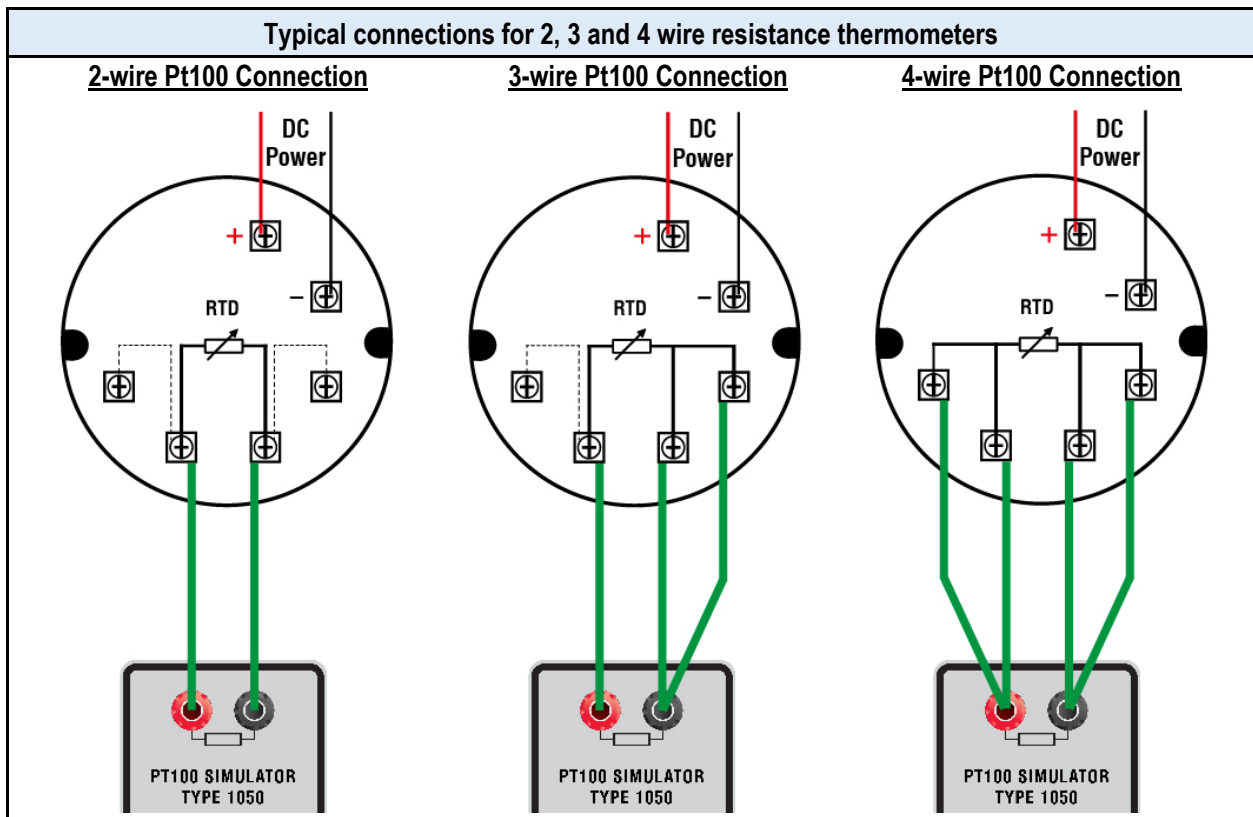 Typical connections for 2, 3 and 4 wire resistance thermometers
2-wire Pt100 Connection
DC
Power
+
−
RTD
PT100 SIMULATOR
TYPE 1050
3-wire Pt100 Connection
DC
Power
+
−
RTD
PT100 SIMULATOR
TYPE 1050
4-wire Pt100 Connection
DC
Power
+
−
RTD
PT100 SIMULATOR
TYPE 1050